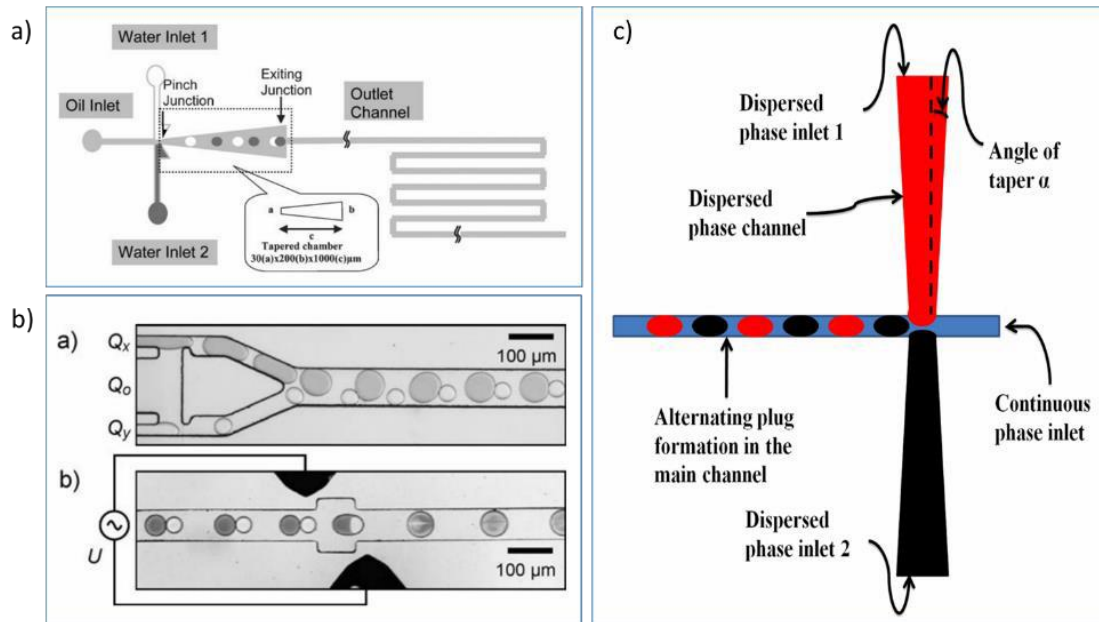 a)
Water Inlet 1
Oil Inlet
Pinch
Junction
Exiting
Junction
Outlet
Channel
a
b
c
Tapered chamber
30(a)x200(b)x1000(c)µm
Water Inlet 2
b)
a)
Qx
Qo
Qy
100 µm
b)
U
100 µm
c)
Dispersed
phase inlet 1
Angle of
taper α
Dispersed
phase channel
Alternating plug
formation in the
main channel
Continuous
phase inlet
Dispersed
phase inlet 2